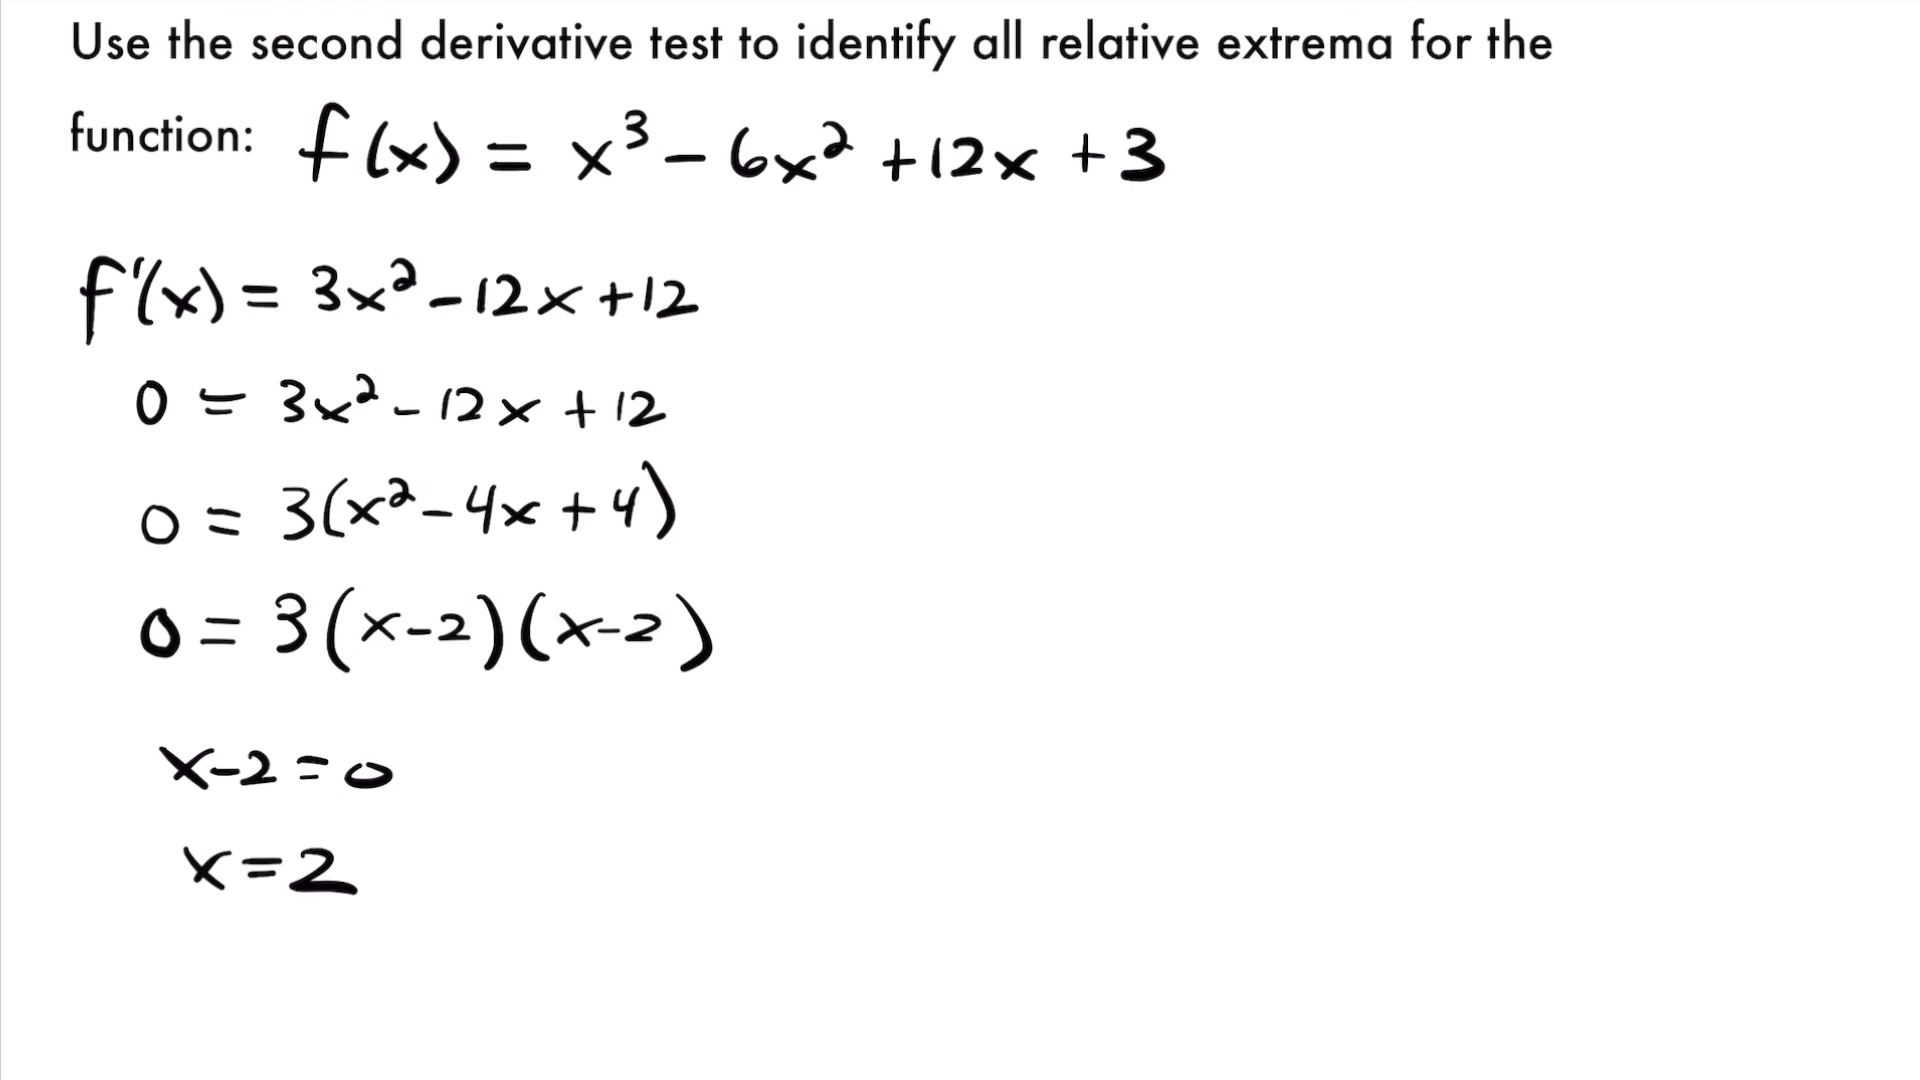 Use the second derivative test to identify all relative extrema for the
function: f(x) = x³ - 6x² + 12x + 3
f'(x) = 3x² - 12x + 12
0 = 3x² - 12x + 12
0 = 3(x² - 4x + 4)
0 = 3(x-2)(x-2)
x-2=0
x=2